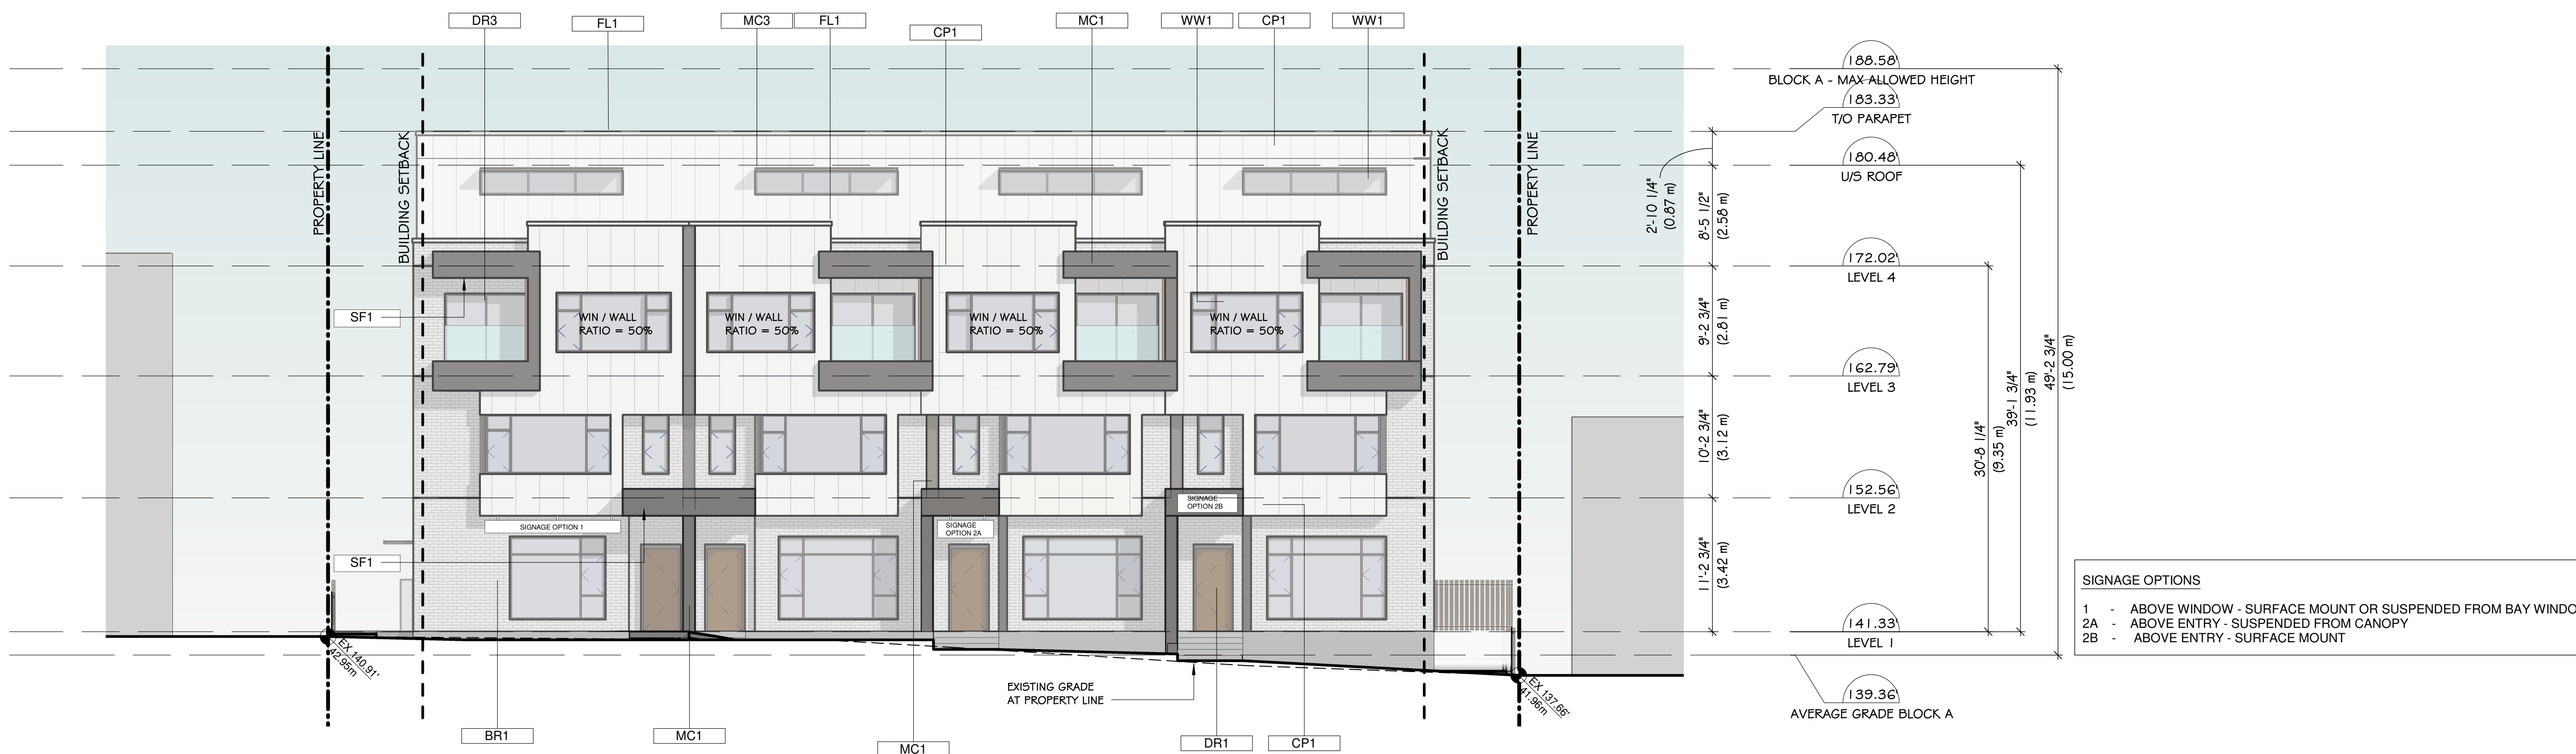 DR3
FL1
MC3
FL1
CP1
MC1
WW1
CP1
WW1
188.58'
BLOCK A - MAX ALLOWED HEIGHT
183.33'
T/O PARAPET
180.48'
U/S ROOF
172.02'
LEVEL 4
162.79'
LEVEL 3
152.56'
LEVEL 2
141.33'
LEVEL 1
139.36'
AVERAGE GRADE BLOCK A
PROPERTY LINE
BUILDING SETBACK
BUILDING SETBACK
PROPERTY LINE
2'-10 1/4"
(0.87 m)
8'-5 1/2"
(2.58 m)
9'-2 3/4"
(2.81 m)
10'-2 3/4"
(3.12 m)
11'-2 3/4"
(3.42 m)
30'-8 1/4"
(9.35 m)
39'-1 3/4"
(11.93 m)
49'-2 3/4"
(15.00 m)
SF1
WIN / WALL
RATIO = 50%
WIN / WALL
RATIO = 50%
WIN / WALL
RATIO = 50%
WIN / WALL
RATIO = 50%
SIGNAGE OPTION 1
SIGNAGE
OPTION 2A
SIGNAGE
OPTION 2B
SF1
EX 140.91'
42.95m
EXISTING GRADE
AT PROPERTY LINE
EX 137.66'
41.96m
BR1
MC1
MC1
DR1
CP1
SIGNAGE OPTIONS
1 - ABOVE WINDOW - SURFACE MOUNT OR SUSPENDED FROM BAY WINDO
2A - ABOVE ENTRY - SUSPENDED FROM CANOPY
2B - ABOVE ENTRY - SURFACE MOUNT